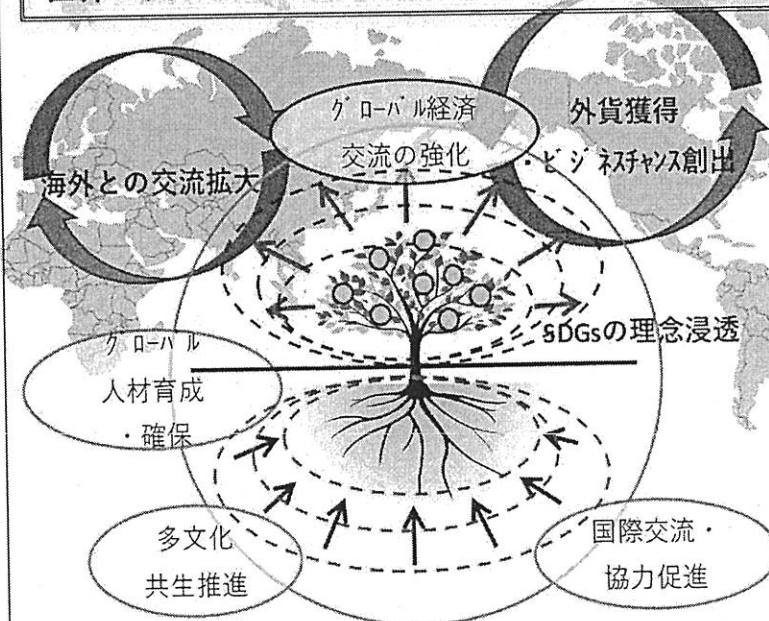 グローバル経済
交流の強化
外貨獲得
・ビジネスチャンス創出
海外との交流拡大
SDGsの理念浸透
グローバル
人材育成
・確保
多文化
共生推進
国際交流・
協力促進